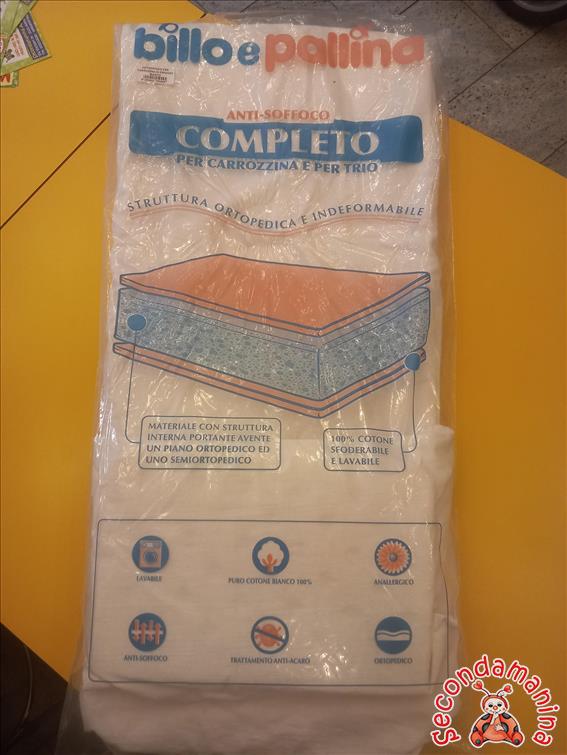 billo e pallina
ANTI-SOFFOCO
COMPLETO
PER CARROZZINA E PER TRIO
STRUTTURA ORTOPEDICA E INDEFORMABILE
MATERIALE CON STRUTTURA
INTERNA PORTANTE AVENTE
UN PIANO ORTOPEDICO ED
UNO SEMIORTOPEDICO
100% COTONE
SFODERABILE
E LAVABILE
LAVABILE
PURO COTONE BIANCO 100%
ANALLERGICO
ANTI-SOFFOCO
TRATTAMENTO ANTI-ACARO
ORTOPEDICO
secondamanina